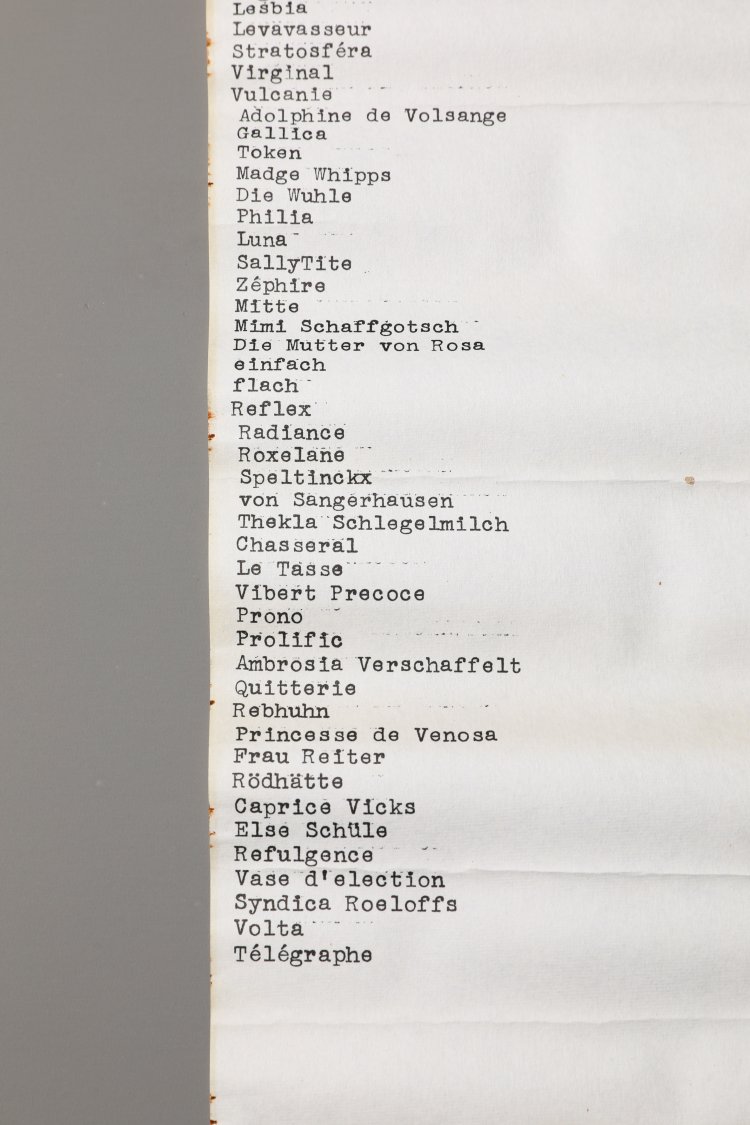 Lesbia
Levavasseur
Stratosféra
Virginal
Vulcanie
Adolphine de Volsange
Gallica
Token
Madge Whipps
Die Wuhle
Philia
Luna
SallyTite
Zéphire
Mitte
Mimi Schaffgotsch
Die Mutter von Rosa
einfach
flach
Reflex
Radiance
Roxelane
Speltinckx
von Sangerhausen
Thekla Schlegelmilch
Chasseral
Le Tasse
Vibert Precoce
Prono
Prolific
Ambrosia Verschaffelt
Quitterie
Rebhuhn
Princesse de Venosa
Frau Reiter
Rödhätte
Caprice Vicks
Else Schüle
Refulgence
Vase d'election
Syndica Roeloffs
Volta
Télégraphe